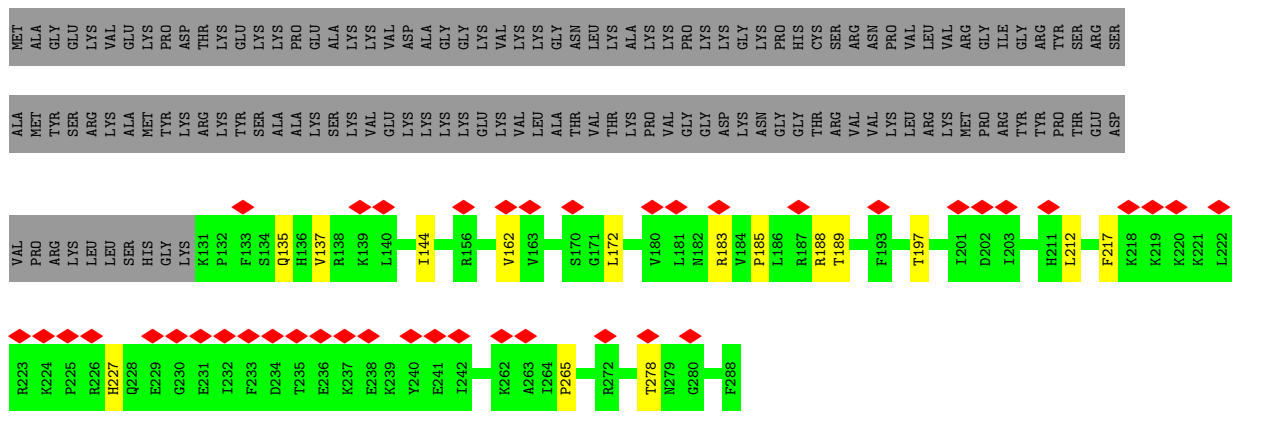 MET ALA GLY GLU LYS VAL GLU LYS PRO ASP THR LYS GLU LYS LYS PRO GLU ALA LYS LYS VAL ASP ALA GLY GLY LYS VAL LYS LYS GLY ASN LEU LYS ALA LYS LYS PRO LYS LYS GLY LYS PRO HIS CYS SER ARG ASN PRO VAL LEU VAL ARG GLY ILE GLY ARG TYR SER ARG SER
ALA MET TYR SER ARG LYS ALA MET TYR LYS ARG LYS TYR SER ALA ALA LYS SER LYS VAL GLU LYS LYS LYS LYS GLU LYS VAL LEU ALA THR VAL THR LYS PRO VAL GLY GLY ASP LYS ASN GLY GLY THR ARG VAL VAL LYS LEU ARG LYS MET PRO ARG TYR TYR PRO THR GLU ASP
VAL PRO ARG LYS LEU LEU SER HIS GLY LYS K131 P132 F133 S134 Q135 H136 V137 R138 K139 L140 I144 R156 V162 V163 S170 G171 L172 V180 L181 N182 R183 V184 P185 L186 R187 R188 T189 F193 T197 I201 D202 I203 H211 L212 F217 K218 K219 K220 K221 L222
R223 K224 P225 R226 H227 Q228 E229 G230 E231 I232 F233 D234 T235 E236 K237 E238 K239 Y240 E241 I242 K262 A263 I264 P265 R272 T278 N279 G280 F288